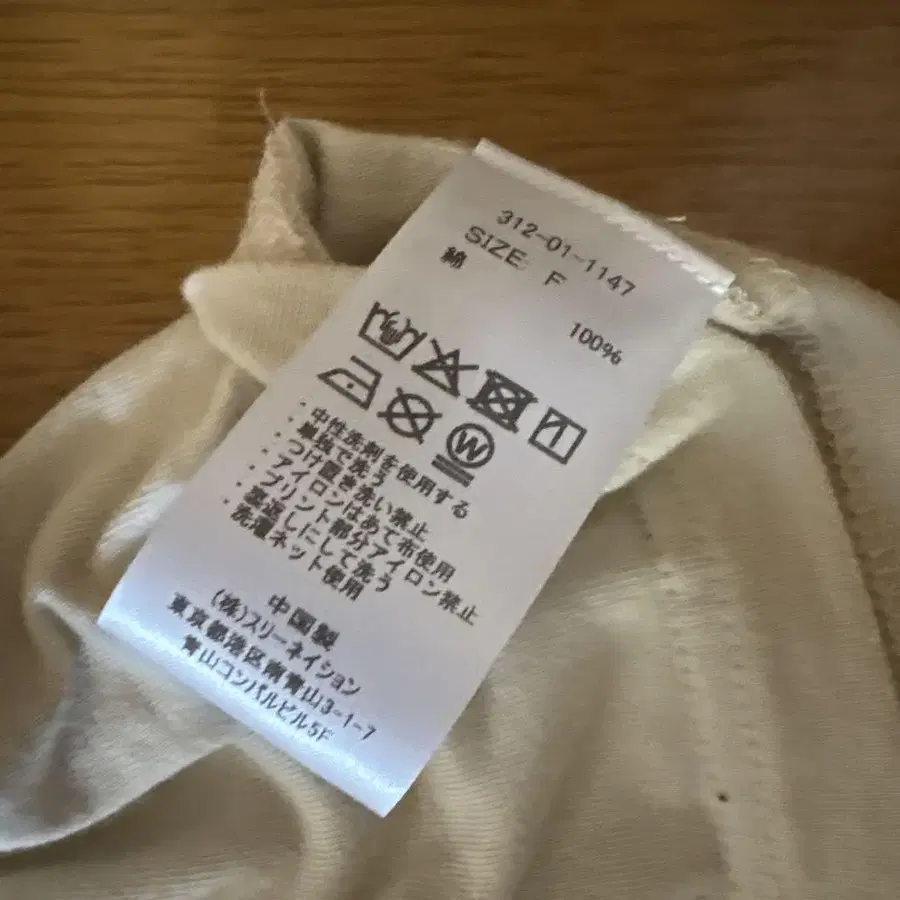 312-01-1147
SIZE: F
綿 100%
W
・中性洗剤を使用する
・単独で洗う
・つけ置き洗い禁止
・アイロンはあて布使用
・プリント部分アイロン禁止
・裏返しにして洗う
洗濯ネット使用
中国製
(株)スリーネイション
東京都港区南青山3-1-7
青山コンパルビル5F